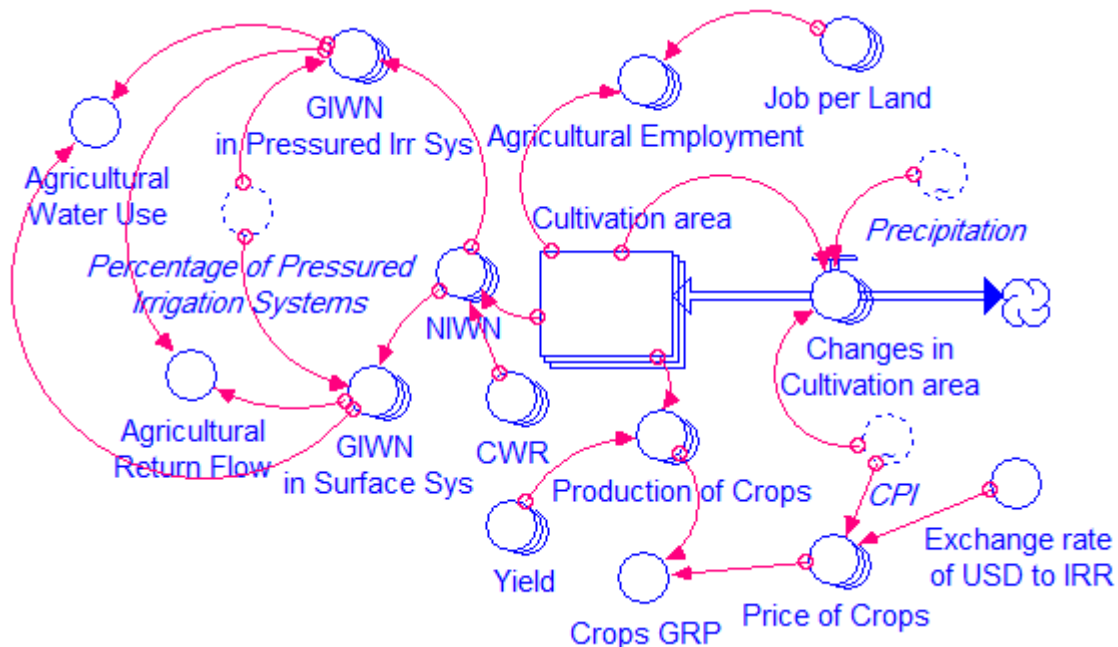 GIWN
in Pressured Irr Sys
Job per Land
Agricultural Employment
Agricultural
Water Use
Cultivation area
Precipitation
Percentage of Pressured
Irrigation Systems
NIWN
Changes in
Cultivation area
Agricultural
Return Flow
GIWN
in Surface Sys
CWR
Production of Crops
CPI
Yield
Exchange rate
of USD to IRR
Crops GRP
Price of Crops